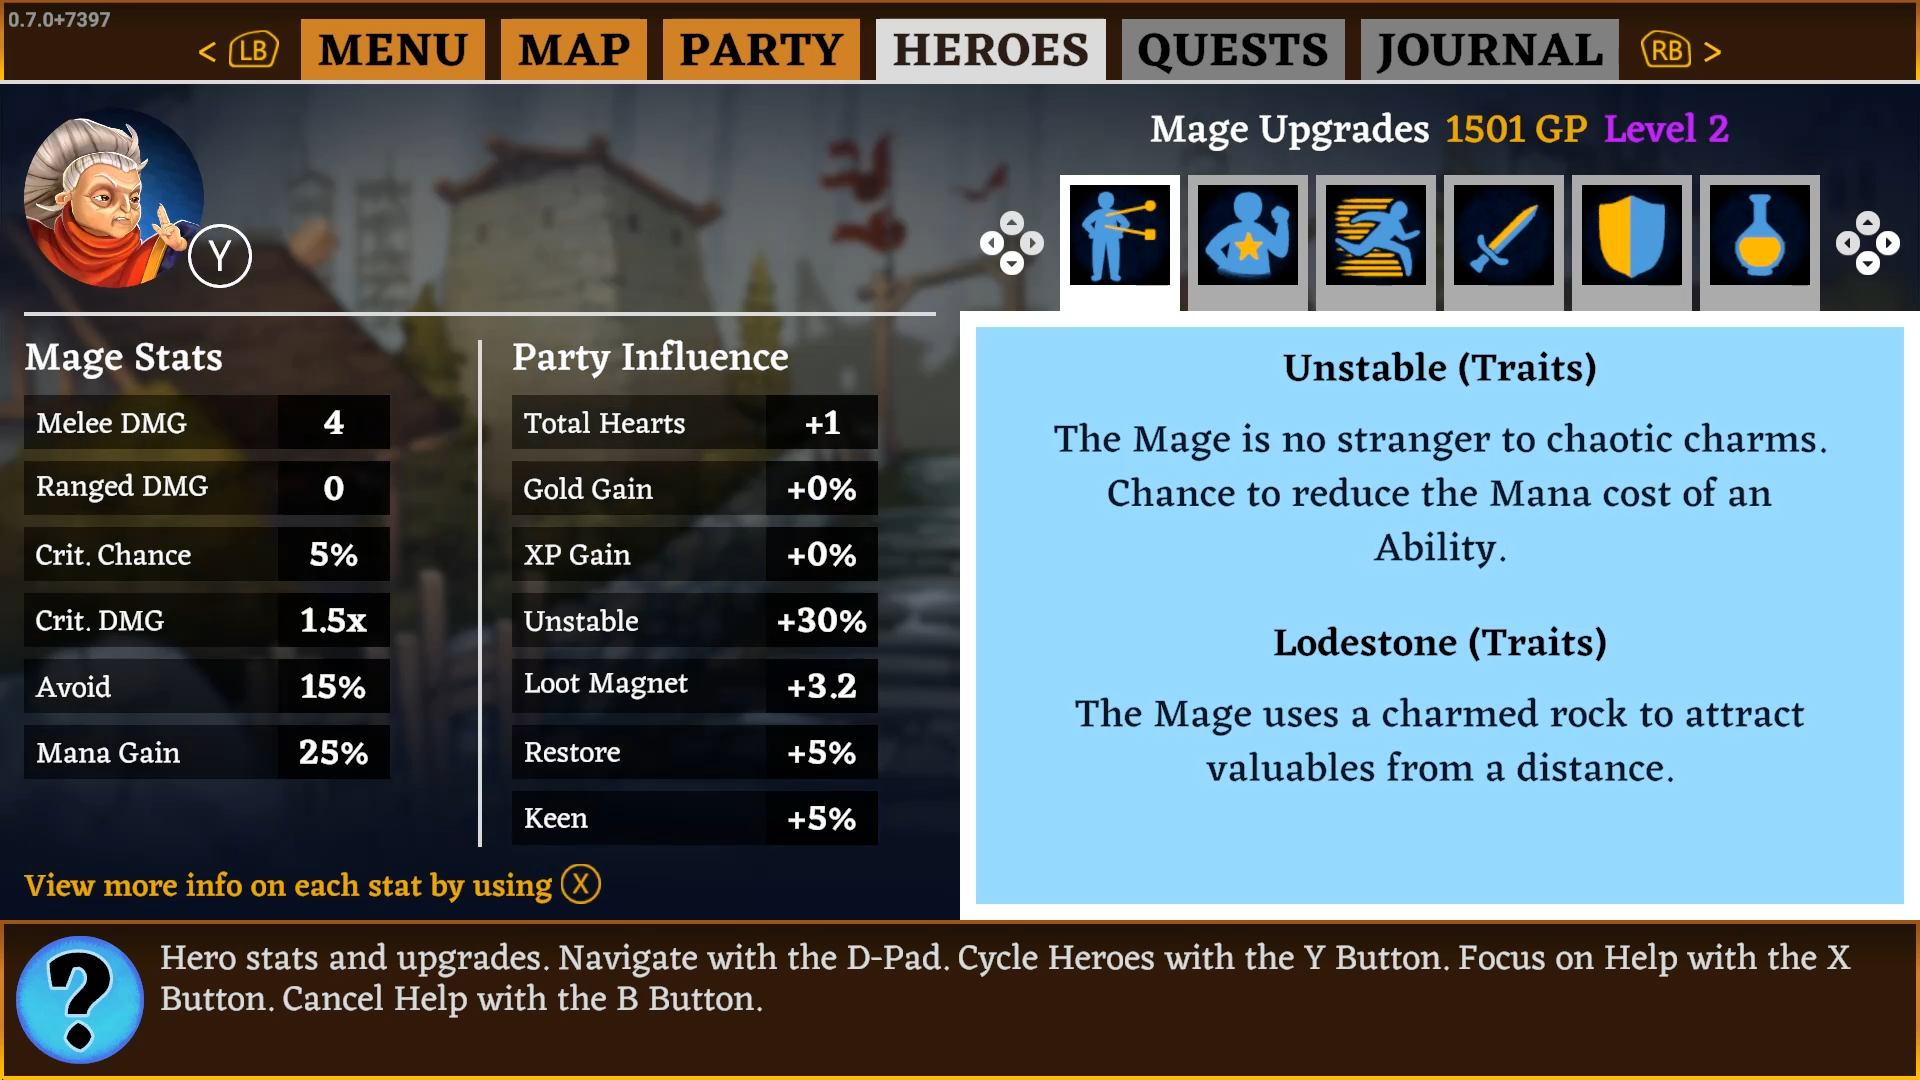 0.7.0+7397
< LB MENU MAP PARTY HEROES QUESTS JOURNAL RB >
Y
Mage Upgrades 1501 GP Level 2
Mage Stats
Melee DMG 4
Ranged DMG 0
Crit. Chance 5%
Crit. DMG 1.5x
Avoid 15%
Mana Gain 25%
Party Influence
Total Hearts +1
Gold Gain +0%
XP Gain +0%
Unstable +30%
Loot Magnet +3.2
Restore +5%
Keen +5%
View more info on each stat by using X
Unstable (Traits)
The Mage is no stranger to chaotic charms.
Chance to reduce the Mana cost of an
Ability.
Lodestone (Traits)
The Mage uses a charmed rock to attract
valuables from a distance.
?
Hero stats and upgrades. Navigate with the D-Pad. Cycle Heroes with the Y Button. Focus on Help with the X
Button. Cancel Help with the B Button.